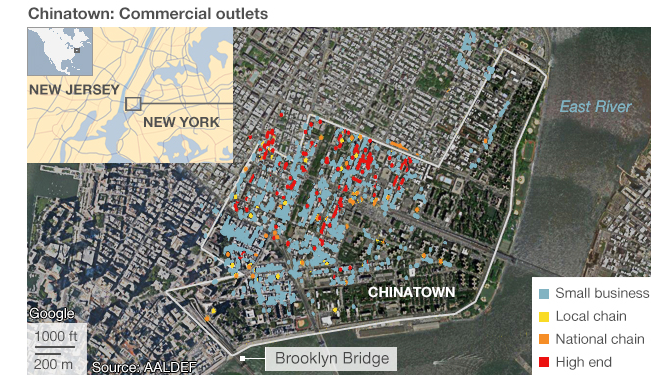 Chinatown: Commercial outlets
NEW JERSEY
NEW YORK
East River
CHINATOWN
Small business
Local chain
National chain
High end
Google
1000 ft
200 m
Source: AALDEF
Brooklyn Bridge